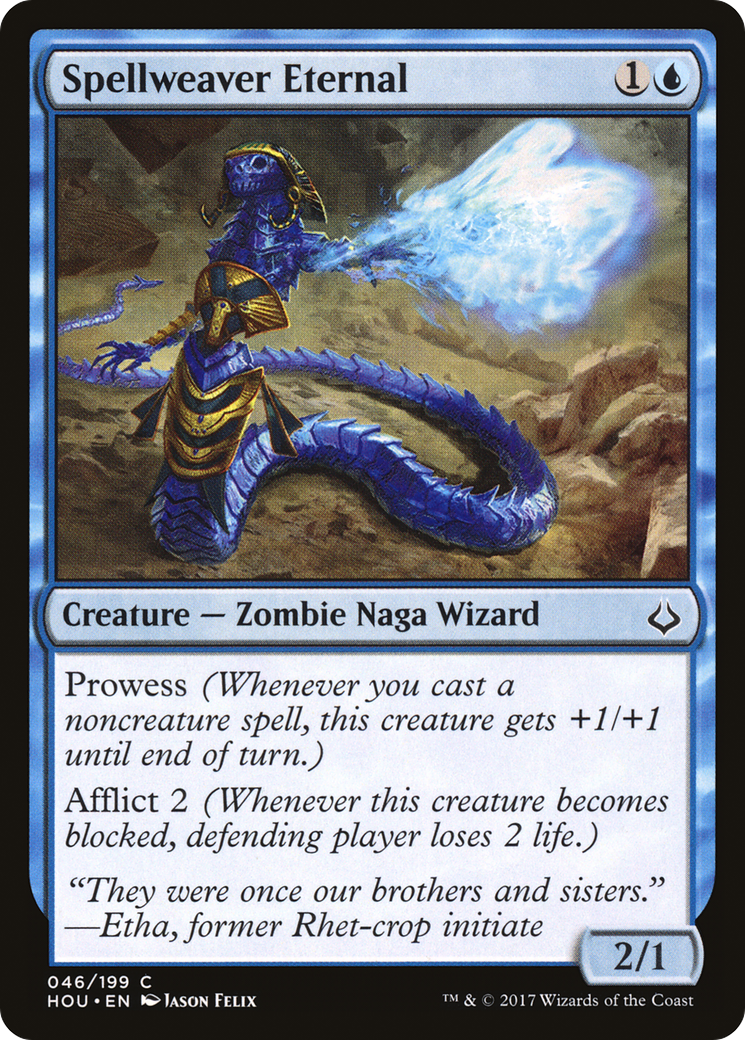 Spellweaver Eternal 1
Creature — Zombie Naga Wizard
Prowess (Whenever you cast a
noncreature spell, this creature gets +1/+1
until end of turn.)
Afflict 2 (Whenever this creature becomes
blocked, defending player loses 2 life.)
“They were once our brothers and sisters.”
—Etha, former Rhet-crop initiate
2/1
046/199 C
HOU • EN Jason Felix
™ & © 2017 Wizards of the Coast